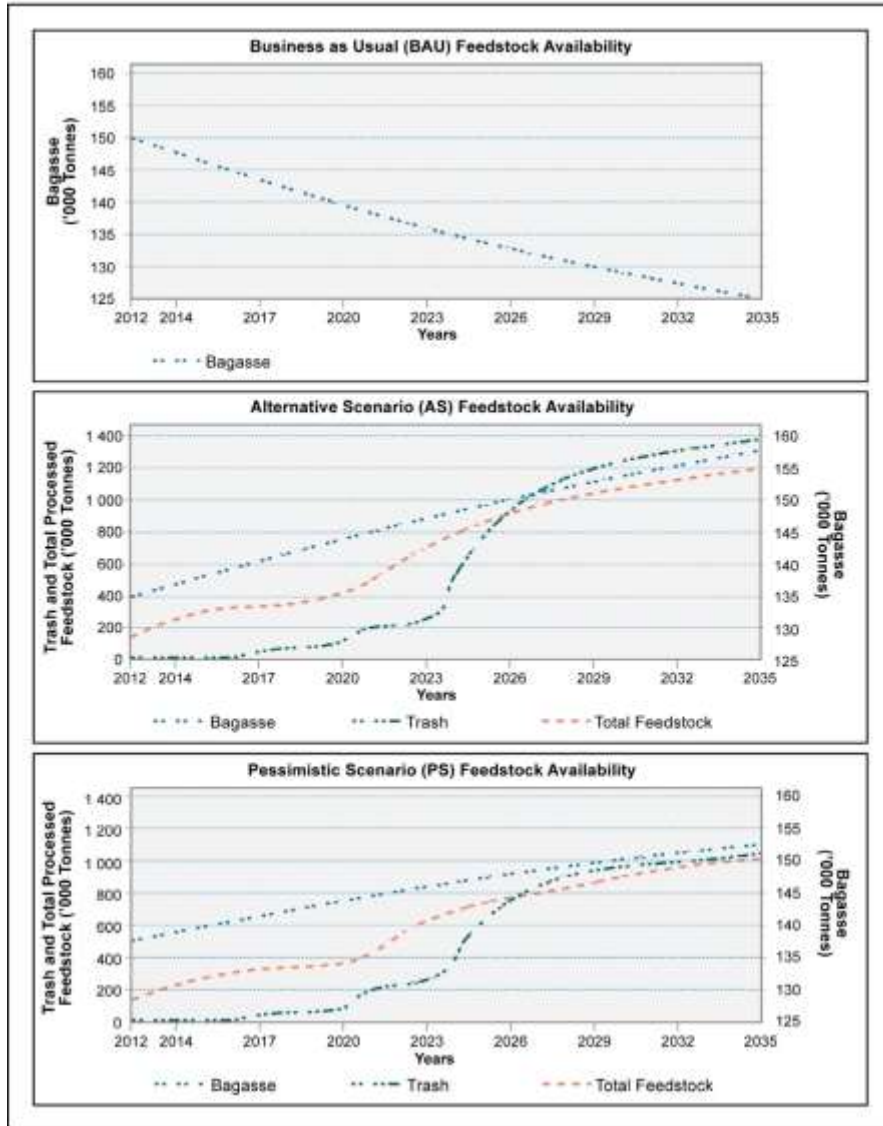 Business as Usual (BAU) Feedstock Availability
160
155
150
145
140
135
130
125
Bagasse
('000 Tonnes)
2012 2014 2017 2020 2023 2026 2029 2032 2035
Years
Bagasse
Alternative Scenario (AS) Feedstock Availability
1 400
1 200
1 000
800
600
400
200
0
Trash and Total Processed
Feedstock ('000 Tonnes)
160
155
150
145
140
135
130
125
Bagasse
('000 Tonnes)
2012 2014 2017 2020 2023 2026 2029 2032 2035
Years
Bagasse Trash Total Feedstock
Pessimistic Scenario (PS) Feedstock Availability
1 400
1 200
1 000
800
600
400
200
0
Trash and Total Processed
Feedstock ('000 Tonnes)
160
155
150
145
140
135
130
125
Bagasse
('000 Tonnes)
2012 2014 2017 2020 2023 2026 2029 2032 2035
Years
Bagasse Trash Total Feedstock